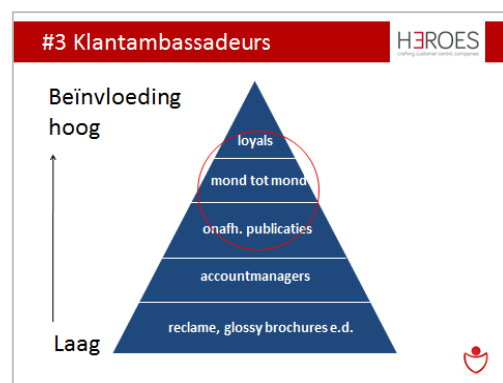 #3 Klantambassadeurs
HEROES
crafting customer centric companies
Beïnvloeding
hoog
loyals
mond tot mond
onafh. publicaties
accountmanagers
reclame, glossy brochures e.d.
Laag